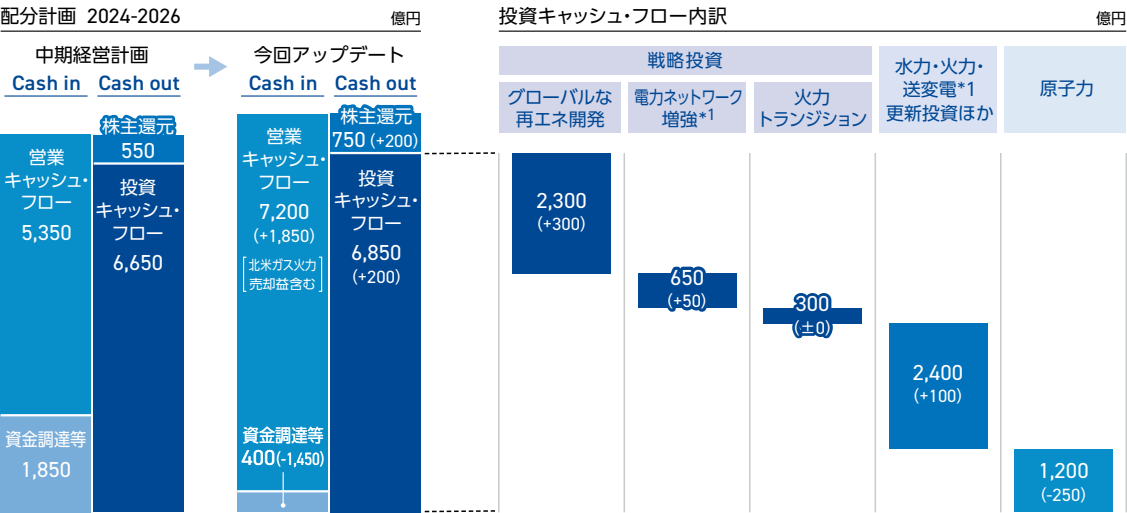 配分計画 2024-2026
億円
中期経営計画
Cash in Cash out
営業
キャッシュ・
フロー
5,350
資金調達等
1,850
株主還元
550
投資
キャッシュ・
フロー
6,650
今回アップデート
Cash in Cash out
営業
キャッシュ・
フロー
7,200
(+1,850)
[北米ガス火力
売却益含む]
資金調達等
400(-1,450)
株主還元
750 (+200)
投資
キャッシュ・
フロー
6,850
(+200)
投資キャッシュ・フロー内訳
億円
戦略投資
グローバルな
再エネ開発
2,300
(+300)
電力ネットワーク
増強*1
650
(+50)
火力
トランジション
300
(±0)
水力・火力・
送変電*1
更新投資ほか
2,400
(+100)
原子力
1,200
(-250)